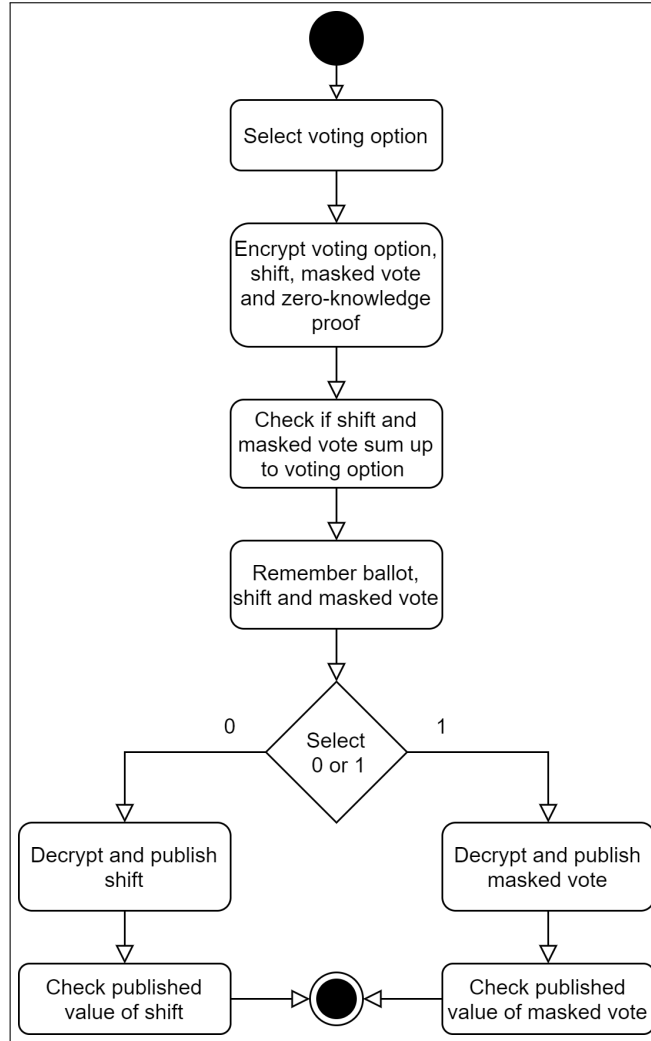 Select voting option
Encrypt voting option,
shift, masked vote
and zero-knowledge
proof
Check if shift and
masked vote sum up
to voting option
Remember ballot,
shift and masked vote
0
1
Select
0 or 1
Decrypt and publish
shift
Decrypt and publish
masked vote
Check published
value of shift
Check published
value of masked vote